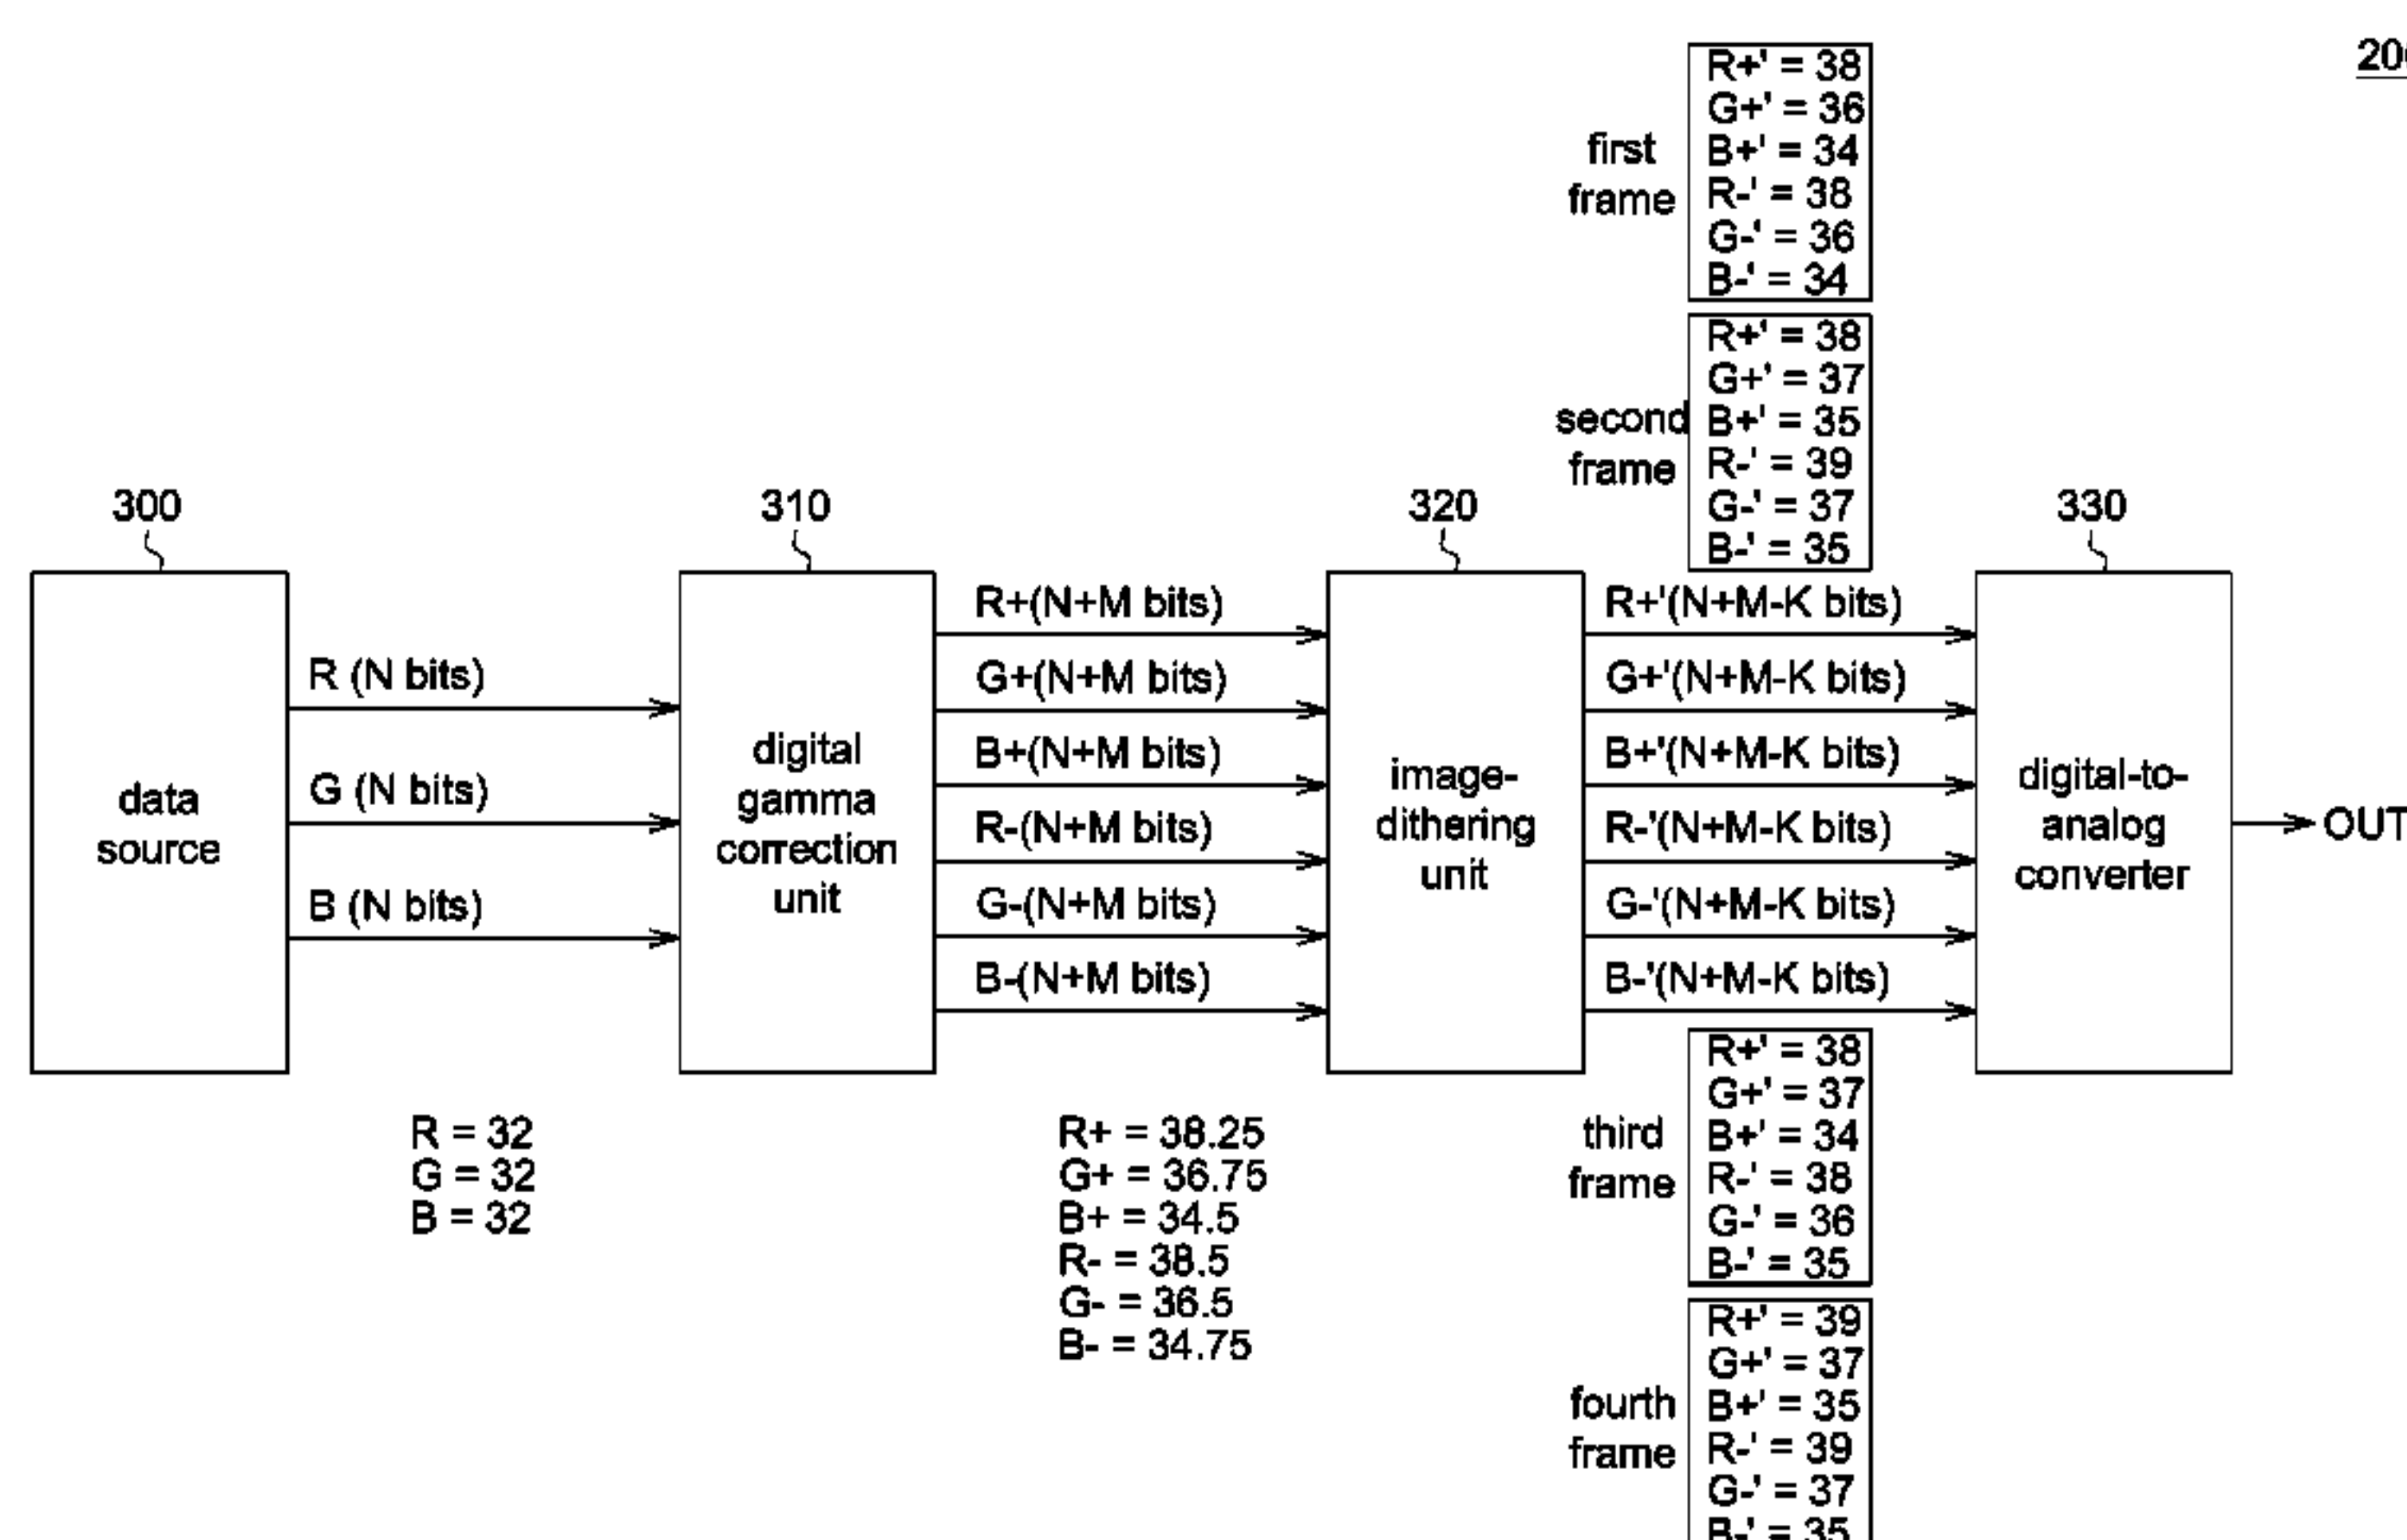 20
R+' = 38
G+' = 36
B+' = 34
R-' = 38
G-' = 36
B-' = 34
first
frame
R+' = 38
G+' = 37
B+' = 35
R-' = 39
G-' = 37
B-' = 35
second
frame
300
310
320
330
data
source
R (N bits)
G (N bits)
B (N bits)
digital
gamma
correction
unit
R+(N+M bits)
G+(N+M bits)
B+(N+M bits)
R-(N+M bits)
G-(N+M bits)
B-(N+M bits)
image-
dithering
unit
R+'(N+M-K bits)
G+'(N+M-K bits)
B+'(N+M-K bits)
R-'(N+M-K bits)
G-'(N+M-K bits)
B-'(N+M-K bits)
digital-to-
analog
converter
OUT
R = 32
G = 32
B = 32
R+ = 38.25
G+ = 36.75
B+ = 34.5
R- = 38.5
G- = 36.5
B- = 34.75
third
frame
R+' = 38
G+' = 37
B+' = 34
R-' = 38
G-' = 36
B-' = 35
fourth
frame
R+' = 39
G+' = 37
B+' = 35
R-' = 39
G-' = 37
B-' = 35